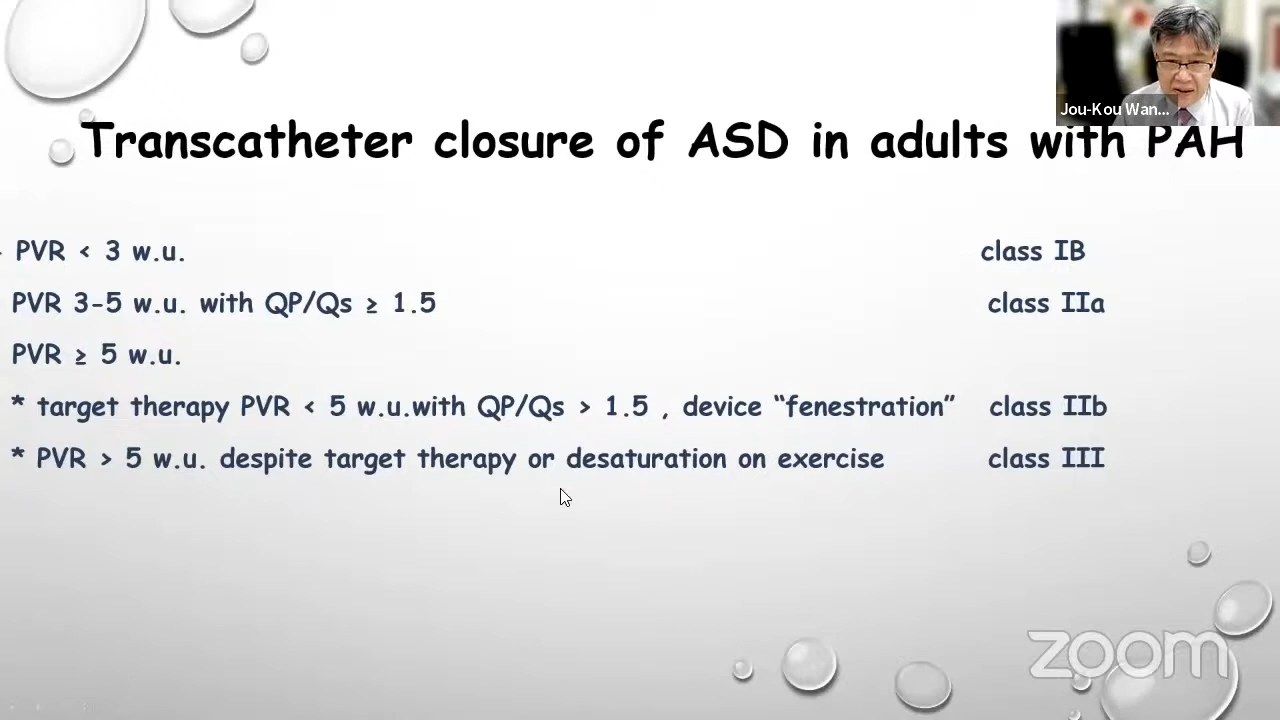 Jou-Kou Wan...
Transcatheter closure of ASD in adults with PAH
PVR < 3 w.u. class IB
PVR 3-5 w.u. with QP/Qs ≥ 1.5 class IIa
PVR ≥ 5 w.u.
* target therapy PVR < 5 w.u.with QP/Qs > 1.5 , device “fenestration” class IIb
* PVR > 5 w.u. despite target therapy or desaturation on exercise class III
zoom